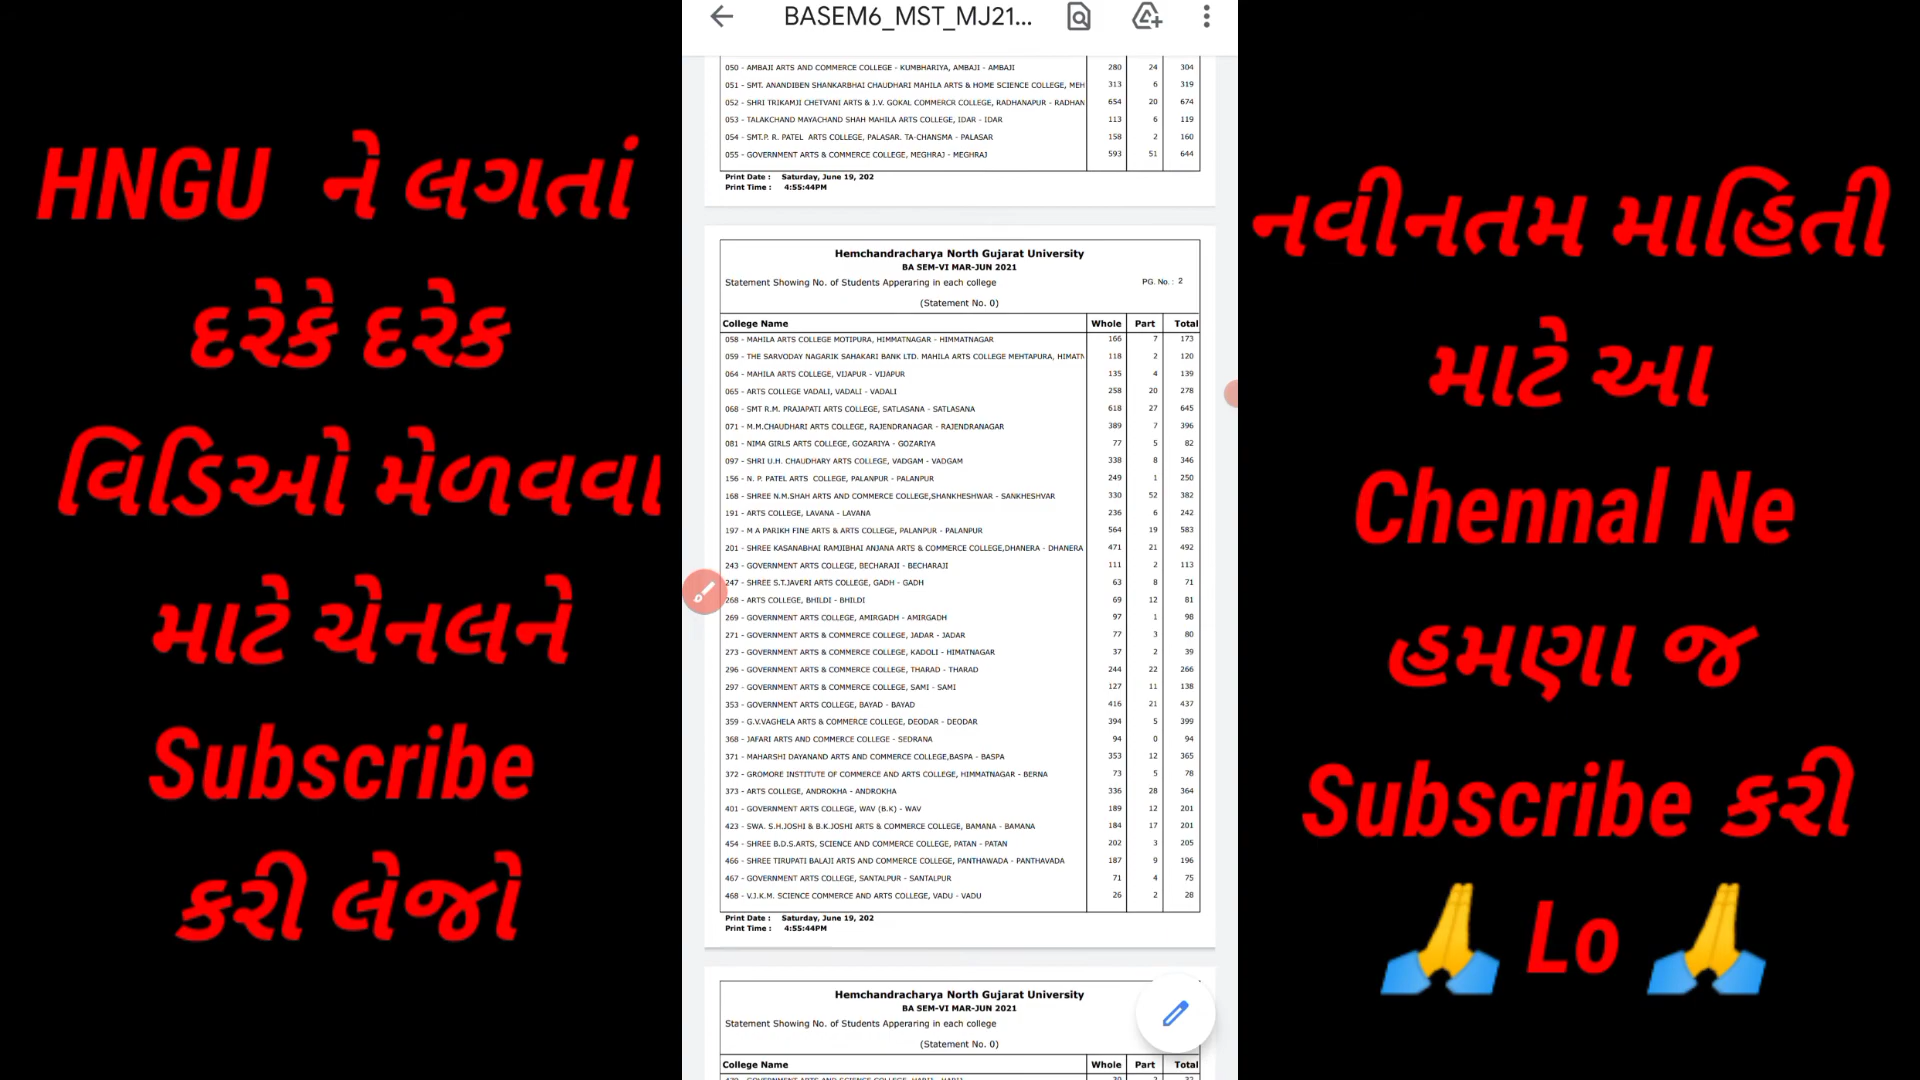 HNGU ને લગતાં
દરેકે દરેક
વિડિઓ મેળવવા
માટે ચેનલને
Subscribe
કરી લેજો
BASEM6_MST_MJ21...
050 - AMBAJI ARTS AND COMMERCE COLLEGE - KUMBHARIYA, AMBAJI - AMBAJI 280 24 304
051 - SMT. ANANDIBEN SHANKARBHAI CHAUDHARI MAHILA ARTS & HOME SCIENCE COLLEGE, MEH 313 6 319
052 - SHRI TRIKAMJI CHETVANI ARTS & J.V. GOKAL COMMERCR COLLEGE, RADHANAPUR - RADHAN 654 20 674
053 - TALAKCHAND MAYACHAND SHAH MAHILA ARTS COLLEGE, IDAR - IDAR 113 6 119
054 - SMT.P. R. PATEL ARTS COLLEGE, PALASAR. TA-CHANSMA - PALASAR 158 2 160
055 - GOVERNMENT ARTS & COMMERCE COLLEGE, MEGHRAJ - MEGHRAJ 593 51 644
Print Date : Saturday, June 19, 202
Print Time : 4:55:44PM
Hemchandracharya North Gujarat University
BA SEM-VI MAR-JUN 2021
Statement Showing No. of Students Apperaring in each college PG. No. : 2
(Statement No. 0)
College Name Whole Part Total
058 - MAHILA ARTS COLLEGE MOTIPURA, HIMMATNAGAR - HIMMATNAGAR 166 7 173
059 - THE SARVODAY NAGARIK SAHAKARI BANK LTD. MAHILA ARTS COLLEGE MEHTAPURA, HIMATN 118 2 120
064 - MAHILA ARTS COLLEGE, VIJAPUR - VIJAPUR 135 4 139
065 - ARTS COLLEGE VADALI, VADALI - VADALI 258 20 278
068 - SMT R.M. PRAJAPATI ARTS COLLEGE, SATLASANA - SATLASANA 618 27 645
071 - M.M.CHAUDHARI ARTS COLLEGE, RAJENDRANAGAR - RAJENDRANAGAR 389 7 396
081 - NIMA GIRLS ARTS COLLEGE, GOZARIYA - GOZARIYA 77 5 82
097 - SHRI U.H. CHAUDHARY ARTS COLLEGE, VADGAM - VADGAM 338 8 346
156 - N. P. PATEL ARTS COLLEGE, PALANPUR - PALANPUR 249 1 250
168 - SHREE N.M.SHAH ARTS AND COMMERCE COLLEGE,SHANKHESHWAR - SANKHESHVAR 330 52 382
191 - ARTS COLLEGE, LAVANA - LAVANA 236 6 242
197 - M A PARIKH FINE ARTS & ARTS COLLEGE, PALANPUR - PALANPUR 564 19 583
201 - SHREE KASANABHAI RAMJIBHAI ANJANA ARTS & COMMERCE COLLEGE,DHANERA - DHANERA 471 21 492
243 - GOVERNMENT ARTS COLLEGE, BECHARAJI - BECHARAJI 111 2 113
247 - SHREE S.T.JAVERI ARTS COLLEGE, GADH - GADH 63 8 71
268 - ARTS COLLEGE, BHILDI - BHILDI 69 12 81
269 - GOVERNMENT ARTS COLLEGE, AMIRGADH - AMIRGADH 97 1 98
271 - GOVERNMENT ARTS & COMMERCE COLLEGE, JADAR - JADAR 77 3 80
273 - GOVERNMENT ARTS & COMMERCE COLLEGE, KADOLI - HIMATNAGAR 37 2 39
296 - GOVERNMENT ARTS & COMMERCE COLLEGE, THARAD - THARAD 244 22 266
297 - GOVERNMENT ARTS & COMMERCE COLLEGE, SAMI - SAMI 127 11 138
353 - GOVERNMENT ARTS COLLEGE, BAYAD - BAYAD 416 21 437
359 - G.V.VAGHELA ARTS & COMMERCE COLLEGE, DEODAR - DEODAR 394 5 399
368 - JAFARI ARTS AND COMMERCE COLLEGE - SEDRANA 94 0 94
371 - MAHARSHI DAYANAND ARTS AND COMMERCE COLLEGE,BASPA - BASPA 353 12 365
372 - GROMORE INSTITUTE OF COMMERCE AND ARTS COLLEGE, HIMMATNAGAR - BERNA 73 5 78
373 - ARTS COLLEGE, ANDROKHA - ANDROKHA 336 28 364
401 - GOVERNMENT ARTS COLLEGE, WAV (B.K) - WAV 189 12 201
423 - SWA. S.H.JOSHI & B.K.JOSHI ARTS & COMMERCE COLLEGE, BAMANA - BAMANA 184 17 201
454 - SHREE B.D.S.ARTS, SCIENCE AND COMMERCE COLLEGE, PATAN - PATAN 202 3 205
466 - SHREE TIRUPATI BALAJI ARTS AND COMMERCE COLLEGE, PANTHAWADA - PANTHAVADA 187 9 196
467 - GOVERNMENT ARTS COLLEGE, SANTALPUR - SANTALPUR 71 4 75
468 - V.J.K.M. SCIENCE COMMERCE AND ARTS COLLEGE, VADU - VADU 26 2 28
Print Date : Saturday, June 19, 202
Print Time : 4:55:44PM
Hemchandracharya North Gujarat University
BA SEM-VI MAR-JUN 2021
Statement Showing No. of Students Apperaring in each college
(Statement No. 0)
College Name Whole Part Total
નવીનતમ માહિતી
માટે આ
Chennal Ne
હમણા જ
Subscribe કરી
🙏 Lo 🙏